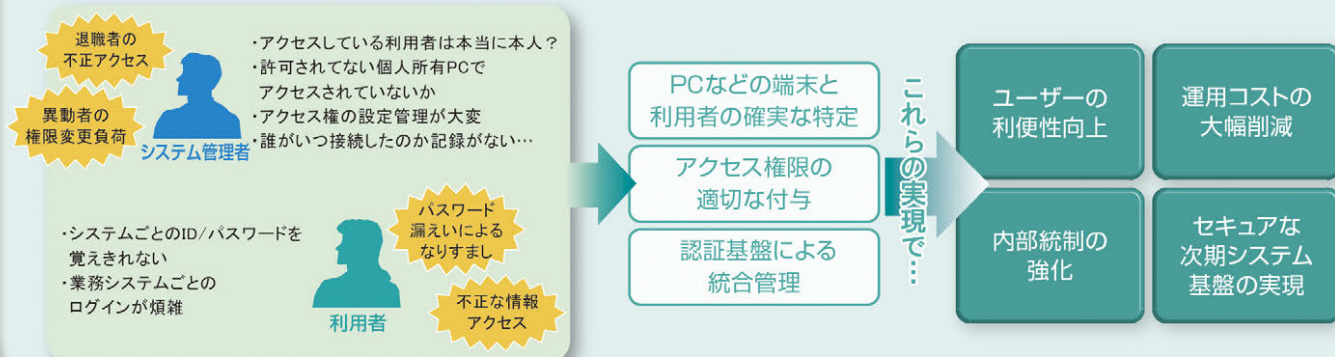 退職者の
不正アクセス
異動者の
権限変更負荷
システム管理者
・アクセスしている利用者は本当に本人？
・許可されてない個人所有PCで
アクセスされていないか
・アクセス権の設定管理が大変
・誰がいつ接続したのか記録がない…
・システムごとのID/パスワードを
覚えきれない
・業務システムごとの
ログインが煩雑
利用者
パスワード
漏えいによる
なりすまし
不正な情報
アクセス
PCなどの端末と
利用者の確実な特定
アクセス権限の
適切な付与
認証基盤による
統合管理
これらの実現で…
ユーザーの
利便性向上
運用コストの
大幅削減
内部統制の
強化
セキュアな
次期システム
基盤の実現